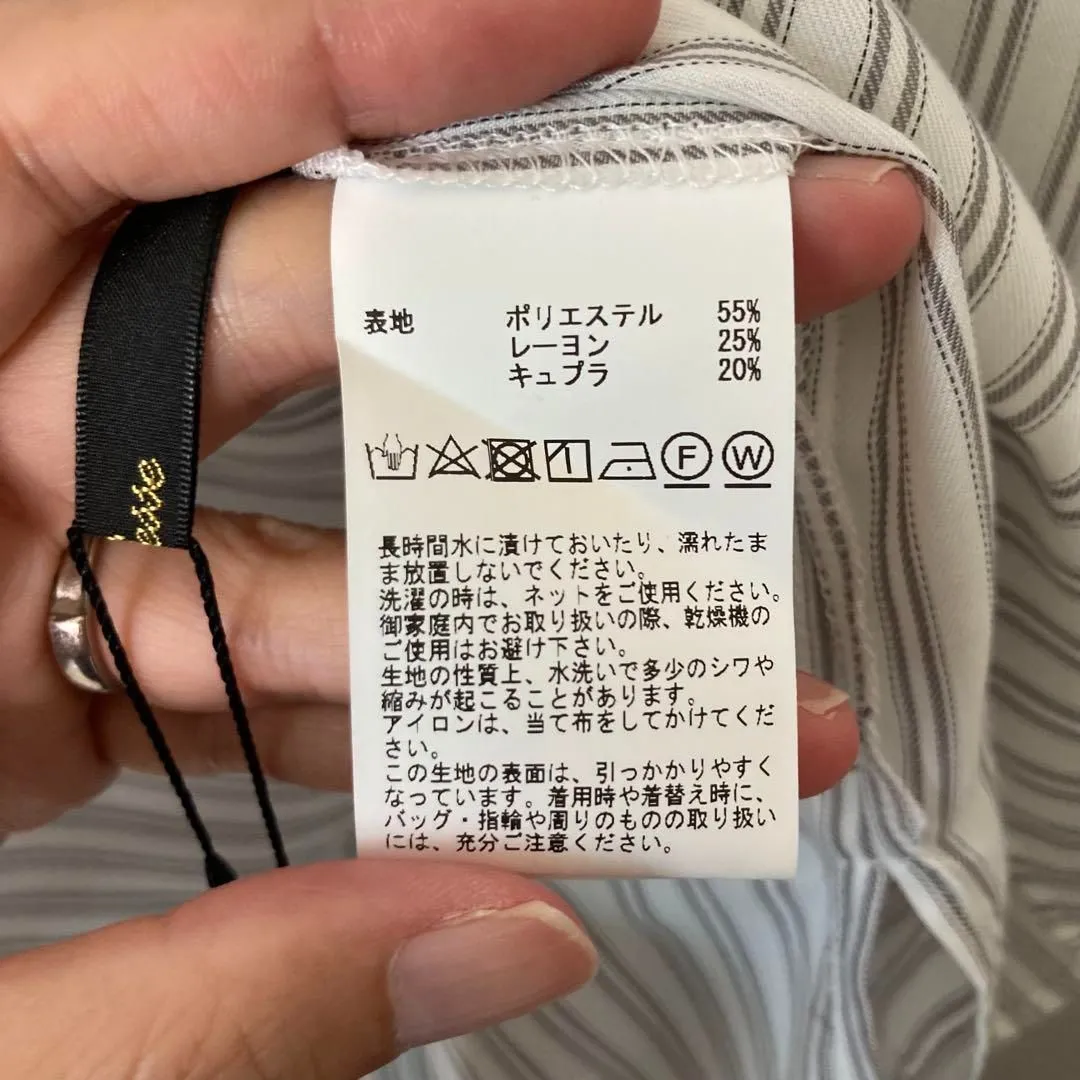 表地 ポリエステル 55%
レーヨン 25%
キュプラ 20%
F W
長時間水に漬けておいたり、濡れたま
ま放置しないでください。
洗濯の時は、ネットをご使用ください。
御家庭内でお取り扱いの際、乾燥機の
ご使用はお避け下さい。
生地の性質上、水洗いで多少のシワや
縮みが起こることがあります。
アイロンは、当て布をしてかけてくだ
さい。
この生地の表面は、引っかかりやすく
なっています。着用時や着替え時に、
バッグ・指輪や周りのものの取り扱い
には、充分ご注意ください。